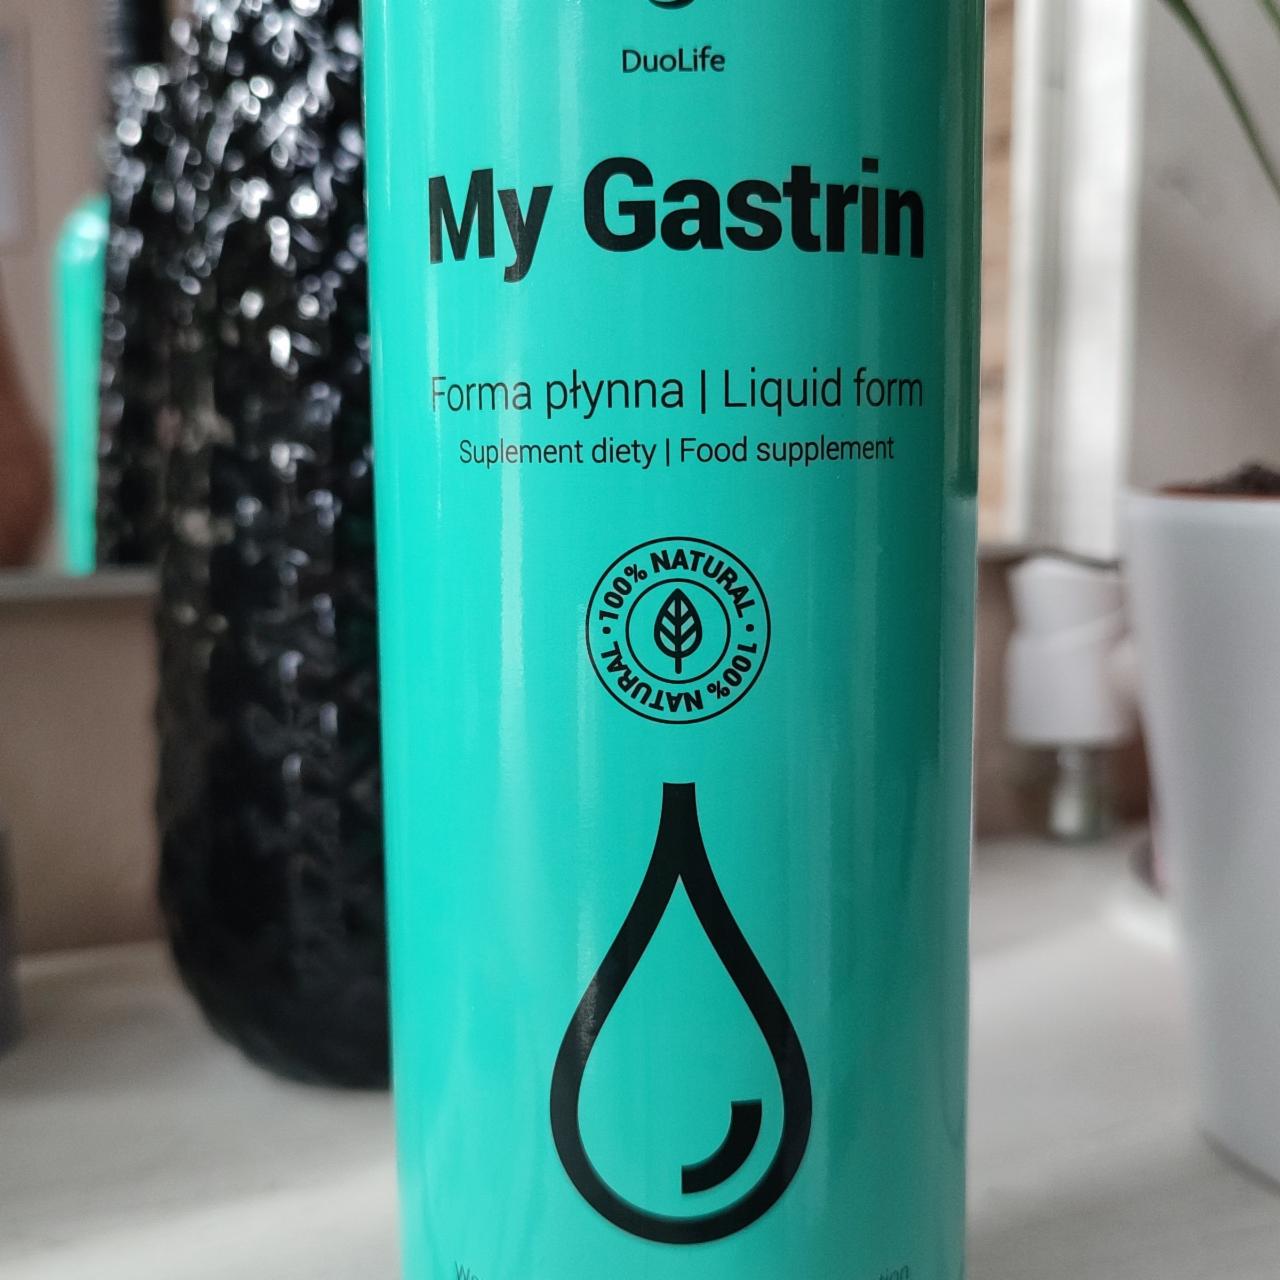 DuoLife
My Gastrin
Forma płynna | Liquid form
Suplement diety | Food supplement
100% NATURAL • 100% NATURAL •